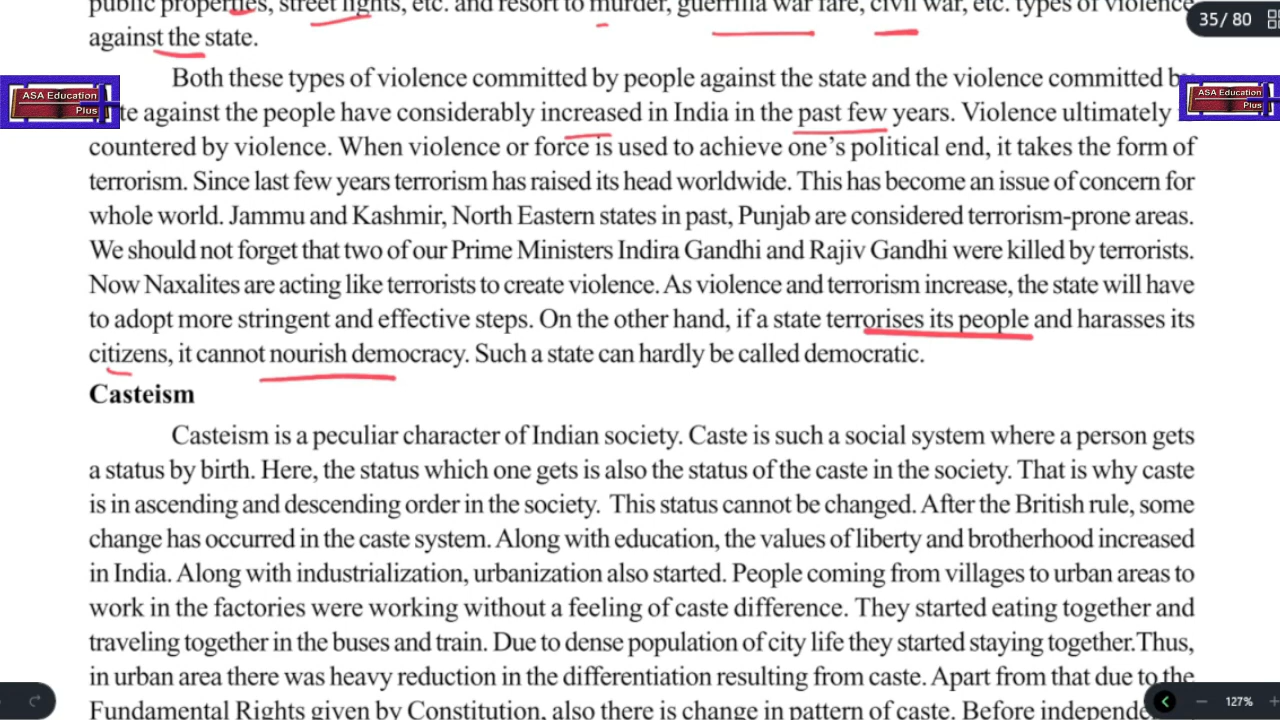 public properties, street lights, etc. and resort to murder, guerrilla war fare, civil war, etc. types of violence
35/ 80
against the state.
Both these types of violence committed by people against the state and the violence committed by
ASA Education
Plus
ASA Education
Plus
te against the people have considerably increased in India in the past few years. Violence ultimately
countered by violence. When violence or force is used to achieve one's political end, it takes the form of
terrorism. Since last few years terrorism has raised its head worldwide. This has become an issue of concern for
whole world. Jammu and Kashmir, North Eastern states in past, Punjab are considered terrorism-prone areas.
We should not forget that two of our Prime Ministers Indira Gandhi and Rajiv Gandhi were killed by terrorists.
Now Naxalites are acting like terrorists to create violence. As violence and terrorism increase, the state will have
to adopt more stringent and effective steps. On the other hand, if a state terrorises its people and harasses its
citizens, it cannot nourish democracy. Such a state can hardly be called democratic.
Casteism
Casteism is a peculiar character of Indian society. Caste is such a social system where a person gets
a status by birth. Here, the status which one gets is also the status of the caste in the society. That is why caste
is in ascending and descending order in the society. This status cannot be changed. After the British rule, some
change has occurred in the caste system. Along with education, the values of liberty and brotherhood increased
in India. Along with industrialization, urbanization also started. People coming from villages to urban areas to
work in the factories were working without a feeling of caste difference. They started eating together and
traveling together in the buses and train. Due to dense population of city life they started staying together.Thus,
in urban area there was heavy reduction in the differentiation resulting from caste. Apart from that due to the
127%
Fundamental Rights given by Constitution, also there is change in pattern of caste. Before independe